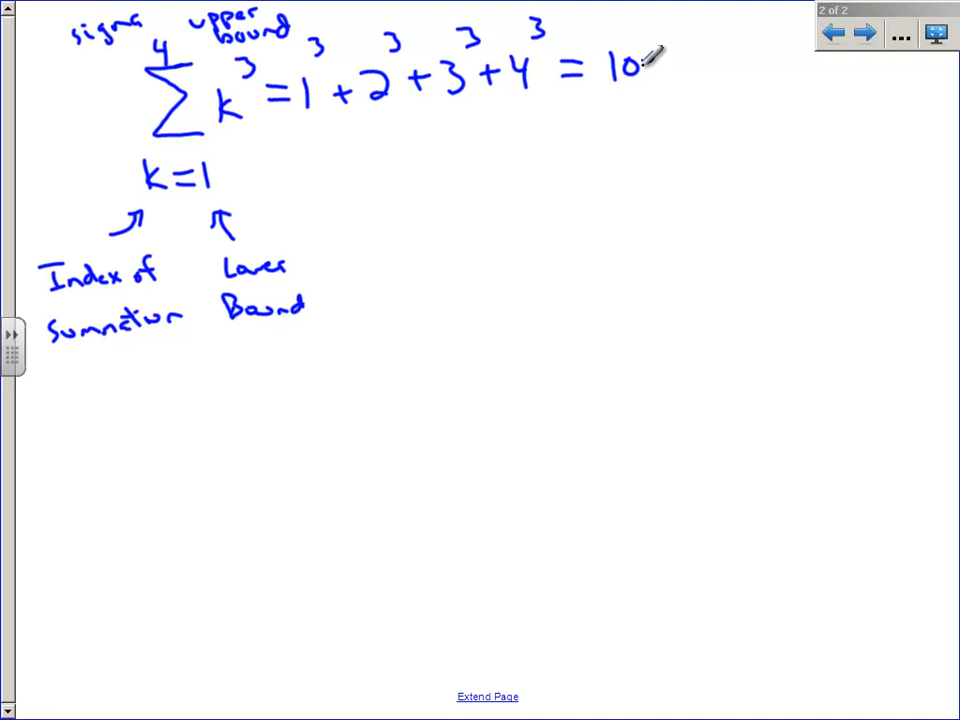 2 of 2
sigma upper bound
4
∑ k³ = 1³ + 2³ + 3³ + 4³ = 10
k=1
Index of Lower
Summation Bound
Extend Page